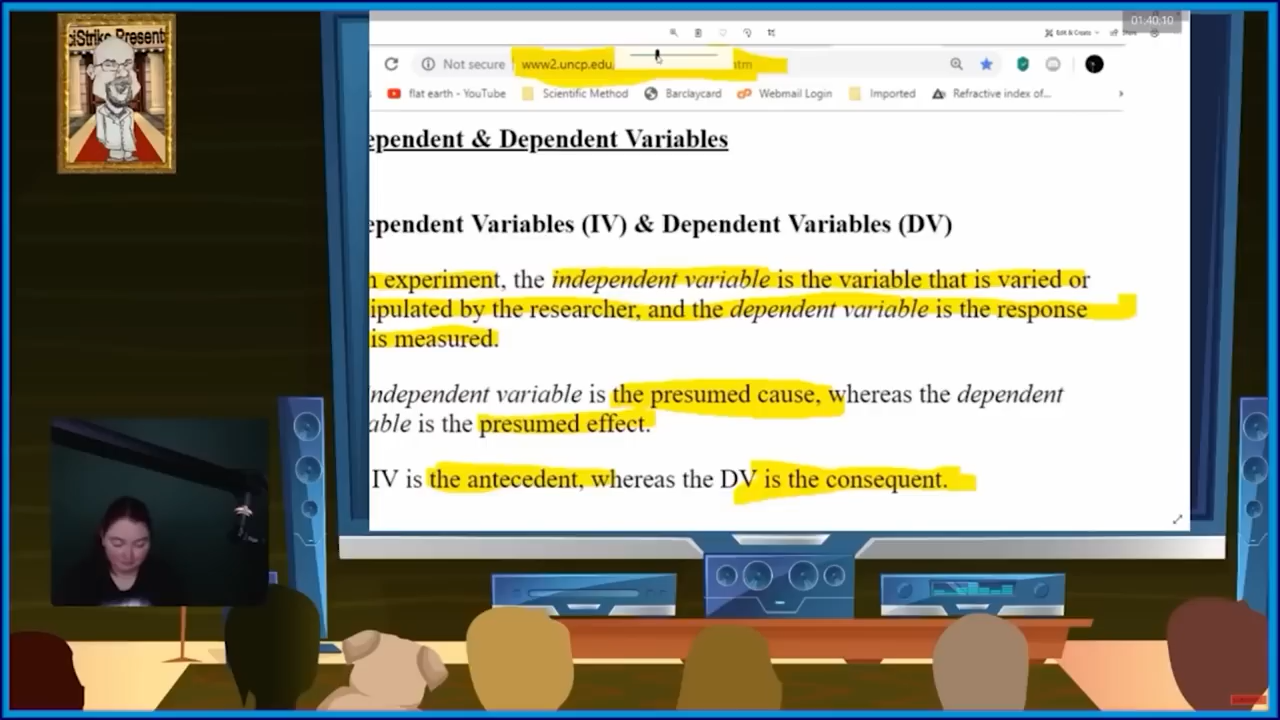 01:40:10
ciStrike Present
Edit & Create
Not secure www2.uncp.edu/ htm
flat earth - YouTube Scientific Method Barclaycard Webmail Login Imported Refractive index of...
ependent & Dependent Variables
ependent Variables (IV) & Dependent Variables (DV)
n experiment, the independent variable is the variable that is varied or
ipulated by the researcher, and the dependent variable is the response
is measured.
ndependent variable is the presumed cause, whereas the dependent
able is the presumed effect.
IV is the antecedent, whereas the DV is the consequent.